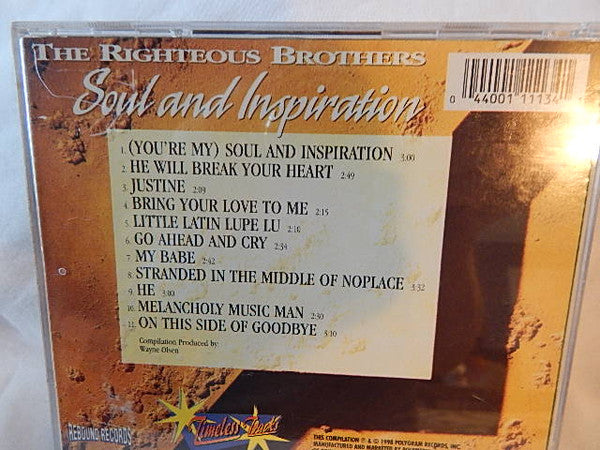 THE RIGHTEOUS BROTHERS
Soul and Inspiration
0 44001 11134
1. (YOU'RE MY) SOUL AND INSPIRATION 3:00
2. HE WILL BREAK YOUR HEART 2:49
3. JUSTINE 2:09
4. BRING YOUR LOVE TO ME 2:15
5. LITTLE LATIN LUPE LU 2:10
6. GO AHEAD AND CRY 2:34
7. MY BABE 2:42
8. STRANDED IN THE MIDDLE OF NOPLACE 3:32
9. HE 3:00
10. MELANCHOLY MUSIC MAN 2:30
11. ON THIS SIDE OF GOODBYE 3:10
Compilation Produced by:
Wayne Olsen
REBOUND RECORDS
Timeless
THIS COMPILATION ℗ & © 1998 POLYGRAM RECORDS, INC.
MANUFACTURED AND MARKETED BY